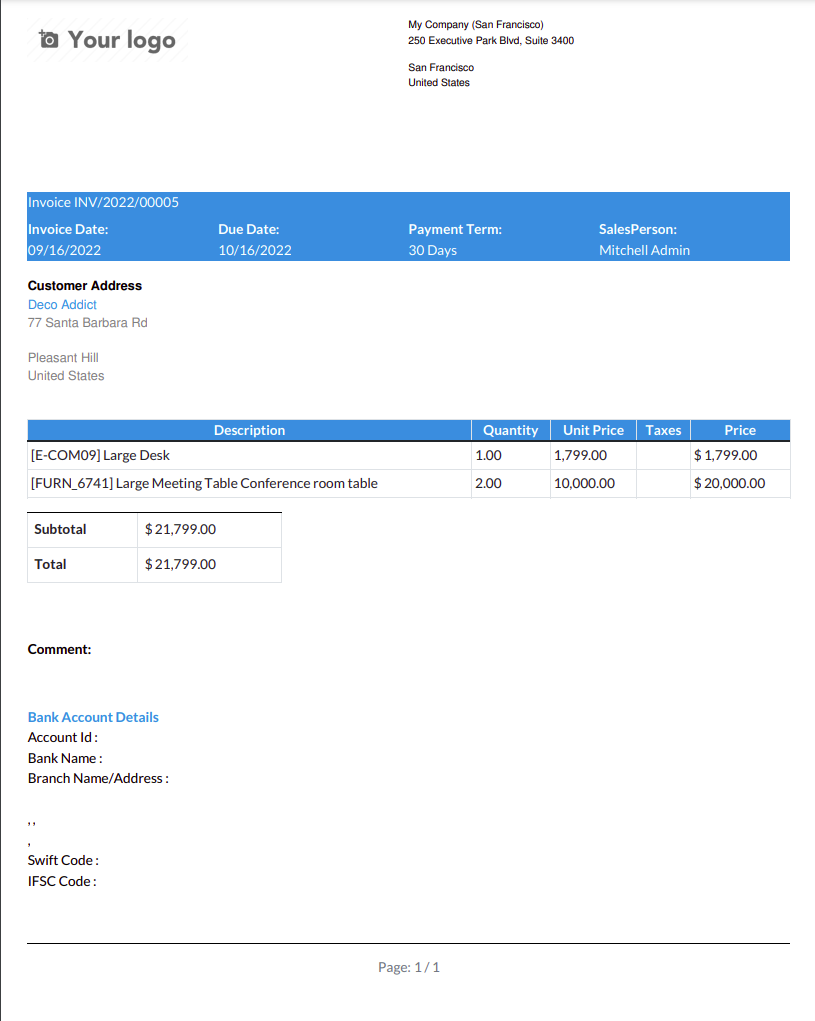 Your logo
My Company (San Francisco)
250 Executive Park Blvd, Suite 3400
San Francisco
United States
Invoice INV/2022/00005
Invoice Date: Due Date: Payment Term: SalesPerson:
09/16/2022 10/16/2022 30 Days Mitchell Admin
Customer Address
Deco Addict
77 Santa Barbara Rd
Pleasant Hill
United States
Description Quantity Unit Price Taxes Price
[E-COM09] Large Desk 1.00 1,799.00 $ 1,799.00
[FURN_6741] Large Meeting Table Conference room table 2.00 10,000.00 $ 20,000.00
Subtotal $ 21,799.00
Total $ 21,799.00
Comment:
Bank Account Details
Account Id :
Bank Name :
Branch Name/Address :
, ,
,
Swift Code :
IFSC Code :
Page: 1 / 1